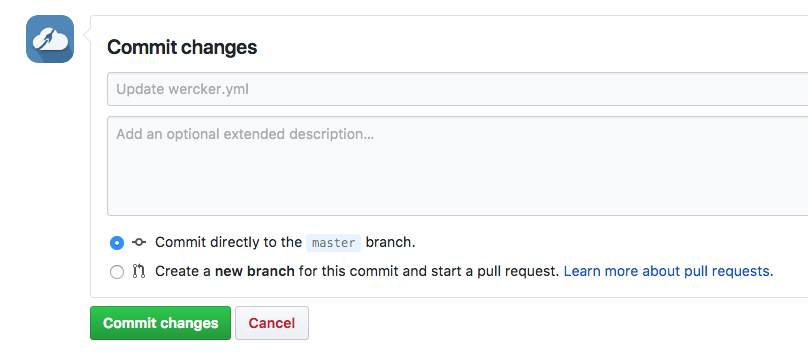 Commit changes
Update wercker.yml
Add an optional extended description...
Commit directly to the master branch.
Create a new branch for this commit and start a pull request. Learn more about pull requests.
Commit changes Cancel